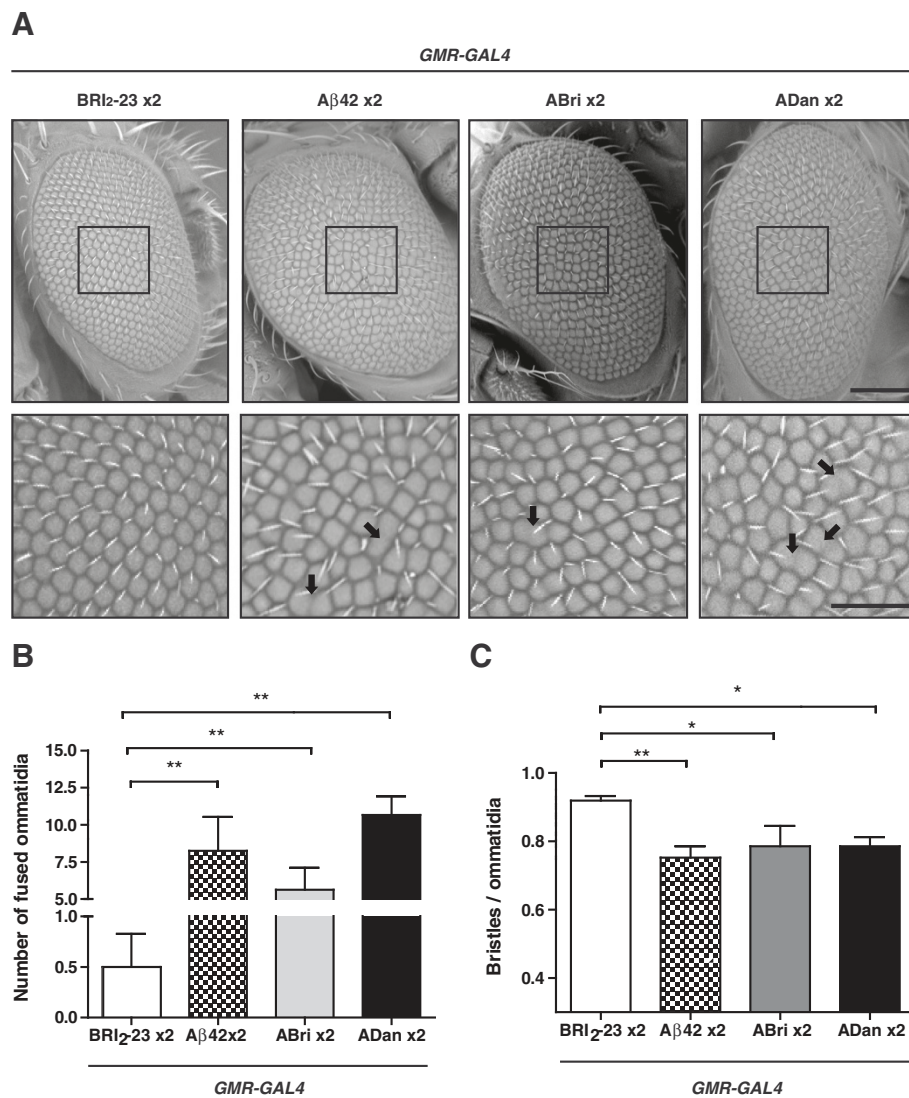 A
GMR-GAL4
BRI2-23 x2 Aβ42 x2 ABri x2 ADan x2
B
**
**
**
Number of fused ommatidia
15.0
12.5
10.0
7.5
5.0
1.0
0.5
0.0
BRI2-23 x2 Aβ42x2 ABri x2 ADan x2
GMR-GAL4
C
*
*
**
Bristles / ommatidia
1.0
0.8
0.6
0.4
BRI2-23 x2 Aβ42 x2 ABri x2 ADan x2
GMR-GAL4